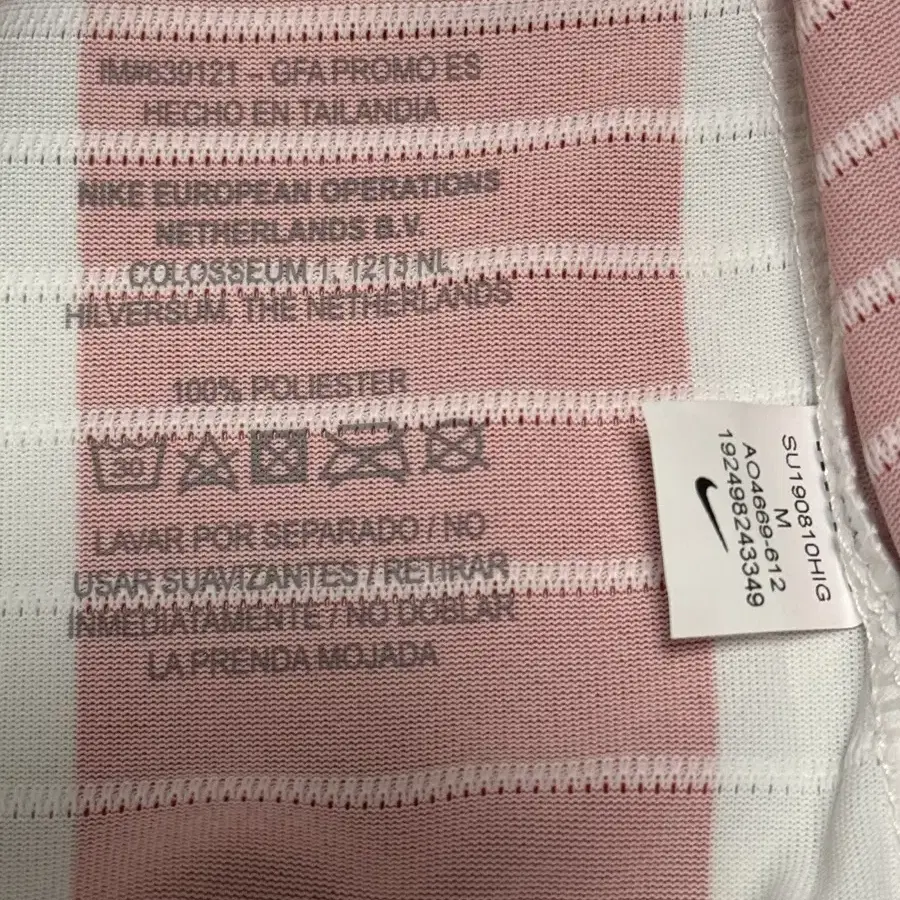 IM#639121 – GFA PROMO ES
HECHO EN TAILANDIA
NIKE EUROPEAN OPERATIONS
NETHERLANDS B.V.
COLOSSEUM 1, 1213 NL
HILVERSUM, THE NETHERLANDS
100% POLIESTER
30
LAVAR POR SEPARADO / NO
USAR SUAVIZANTES / RETIRAR
INMEDIATAMENTE / NO DOBLAR
LA PRENDA MOJADA
SU190810HIG
M
AO4669-612
192498243349